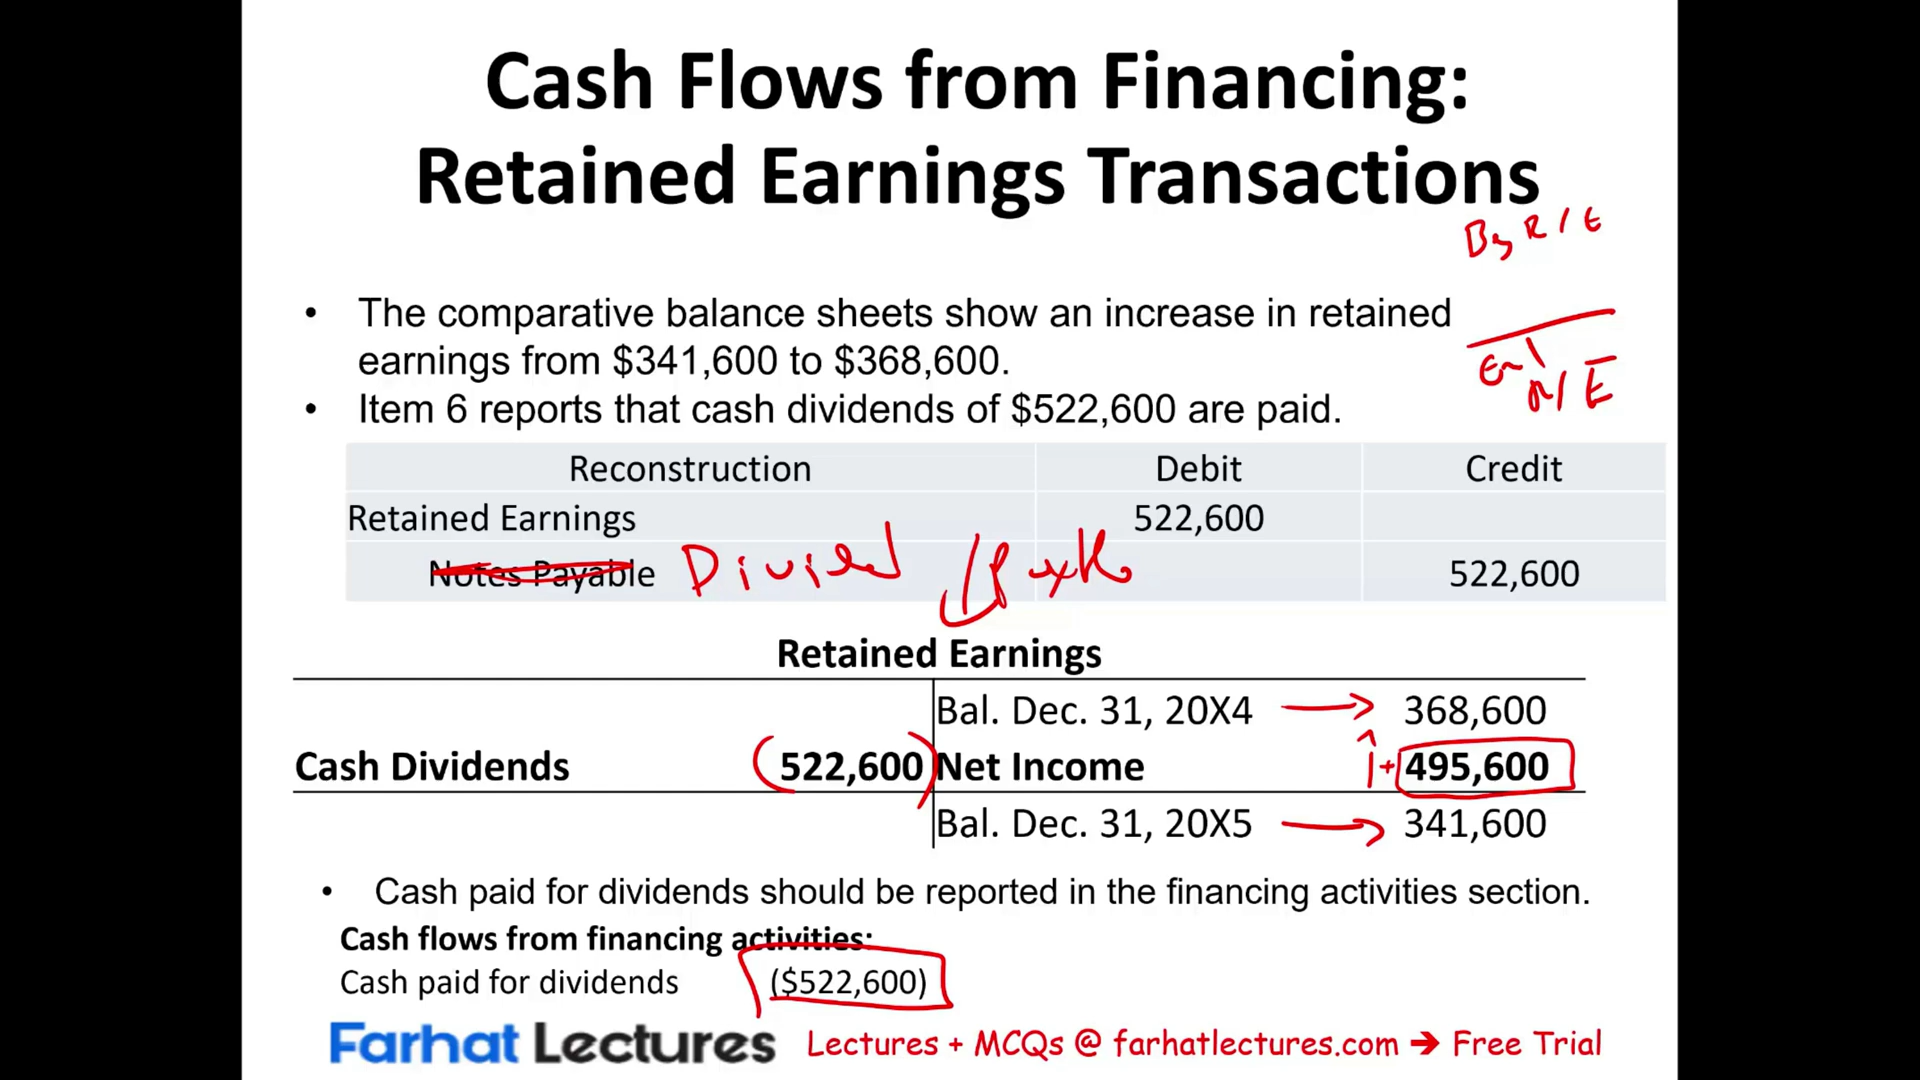 Cash Flows from Financing:
Retained Earnings Transactions
Beg R/E
• The comparative balance sheets show an increase in retained
earnings from $341,600 to $368,600.
End
R/E
• Item 6 reports that cash dividends of $522,600 are paid.
Reconstruction Debit Credit
Retained Earnings 522,600
Notes Payable 522,600
Retained Earnings
Bal. Dec. 31, 20X4 → 368,600
Cash Dividends (522,600) Net Income + 495,600
Bal. Dec. 31, 20X5 → 341,600
• Cash paid for dividends should be reported in the financing activities section.
Cash flows from financing activities:
Cash paid for dividends ($522,600)
Farhat Lectures Lectures + MCQs @ farhatlectures.com → Free Trial